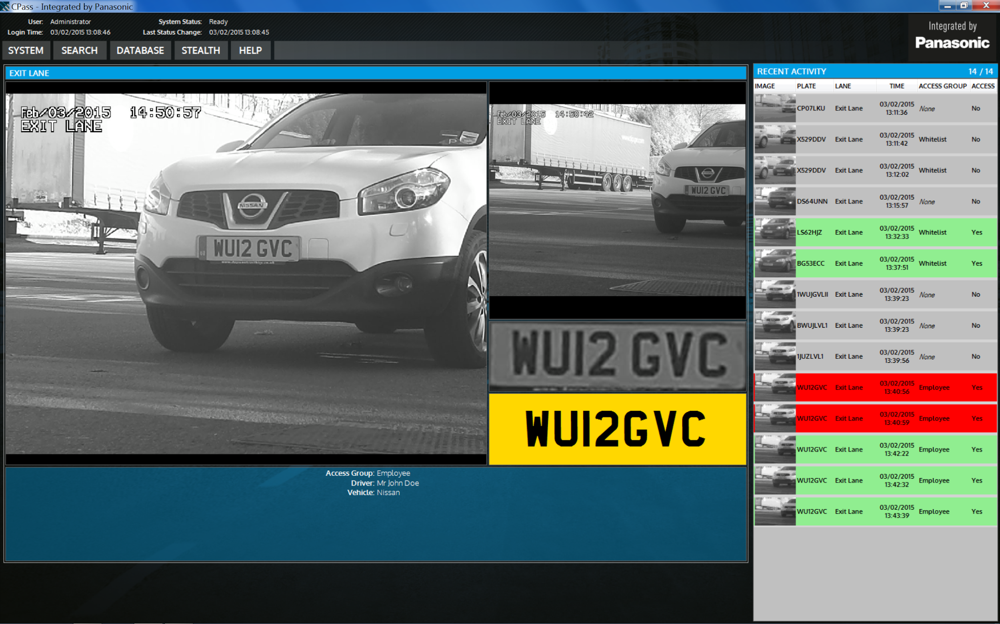 CPass - Integrated by Panasonic
User: Administrator System Status: Ready
Login Time: 03/02/2015 13:08:46 Last Status Change: 03/02/2015 13:08:45
Integrated by
Panasonic
SYSTEM SEARCH DATABASE STEALTH HELP
EXIT LANE
Feb/03/2015 14:50:57
EXIT LANE
P
NISSAN
GB WU12 GVC
Feb/03/2015 14:50:42
EXIT LANE
WU12 GVC
WU12 GVC
WU12GVC
Access Group: Employee
Driver: Mr John Doe
Vehicle: Nissan
RECENT ACTIVITY 14 / 14
IMAGE PLATE LANE TIME ACCESS GROUP ACCESS
CP07LKU Exit Lane 03/02/2015 13:11:36 None No
X529DDV Exit Lane 03/02/2015 13:11:42 Whitelist No
X529DDV Exit Lane 03/02/2015 13:12:02 Whitelist No
DS64UNN Exit Lane 03/02/2015 13:15:57 None No
LS62HJZ Exit Lane 03/02/2015 13:32:33 Whitelist Yes
BG53ECC Exit Lane 03/02/2015 13:37:51 Whitelist Yes
1WUJGVLII Exit Lane 03/02/2015 13:39:23 None No
BWUJLVL1 Exit Lane 03/02/2015 13:39:23 None No
1JUZLVL1 Exit Lane 03/02/2015 13:39:56 None No
WU12GVC Exit Lane 03/02/2015 13:40:56 Employee Yes
WU12GVC Exit Lane 03/02/2015 13:40:59 Employee Yes
WU12GVC Exit Lane 03/02/2015 13:42:22 Employee Yes
WU12GVC Exit Lane 03/02/2015 13:42:32 Employee Yes
WU12GVC Exit Lane 03/02/2015 13:43:39 Employee Yes